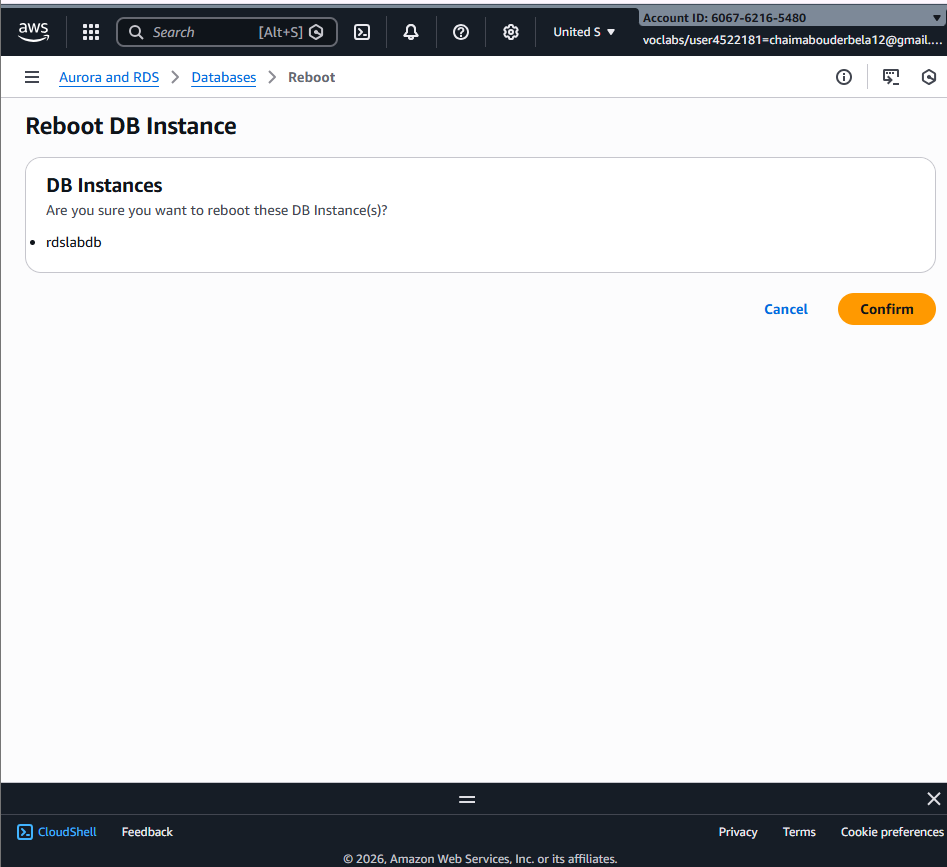 aws
Search [Alt+S]
United S
Account ID: 6067-6216-5480
voclabs/user4522181=chaimabouderbela12@gmail....
Aurora and RDS > Databases > Reboot
Reboot DB Instance
DB Instances
Are you sure you want to reboot these DB Instance(s)?
• rdslabdb
Cancel Confirm
CloudShell Feedback Privacy Terms Cookie preferences
© 2026, Amazon Web Services, Inc. or its affiliates.